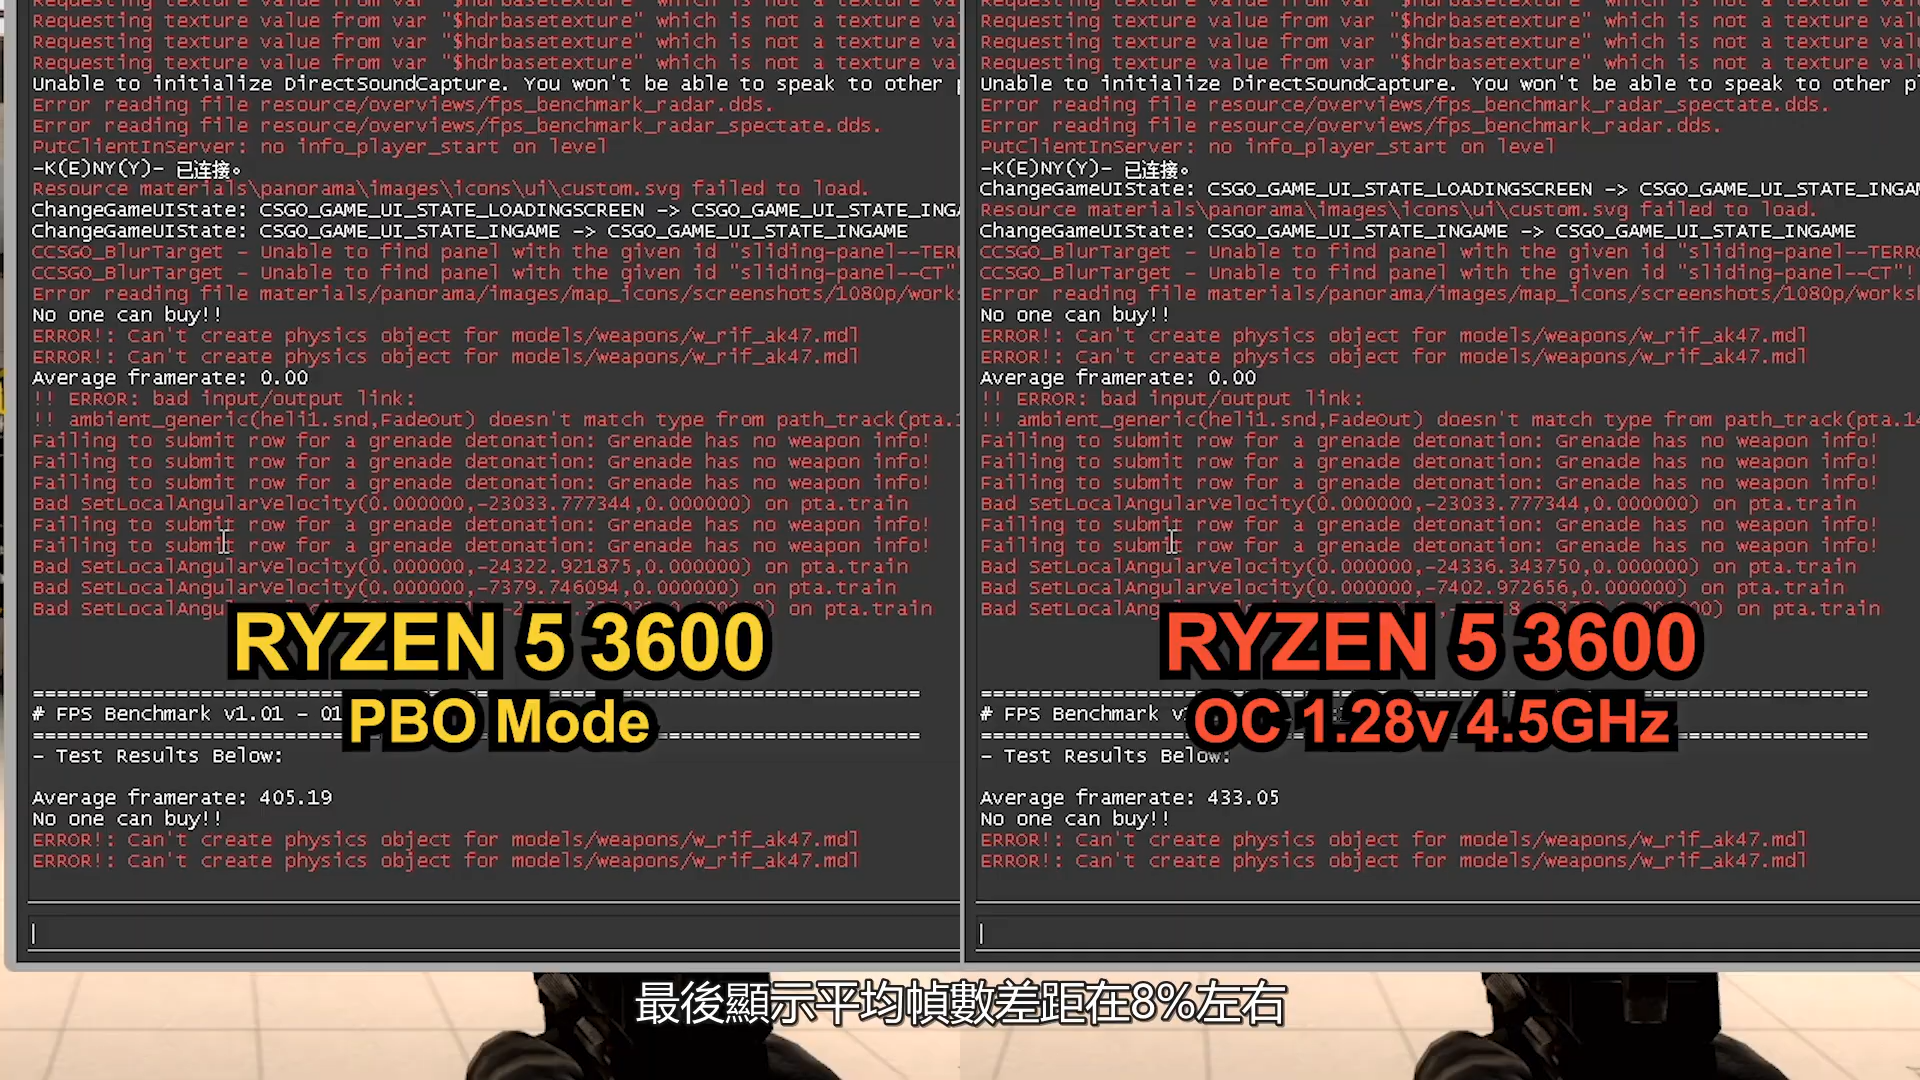 Requesting texture value from var "$hdrbasetexture" which is not a texture va
Requesting texture value from var "$hdrbasetexture" which is not a texture va
Requesting texture value from var "$hdrbasetexture" which is not a texture va
Unable to initialize DirectSoundCapture. You won't be able to speak to other p
Error reading file resource/overviews/fps_benchmark_radar.dds.
Error reading file resource/overviews/fps_benchmark_radar_spectate.dds.
PutClientInServer: no info_player_start on level
-K(E)NY(Y)- 已连接。
Resource materials\panorama\images\icons\ui\custom.svg failed to load.
ChangeGameUIState: CSGO_GAME_UI_STATE_LOADINGSCREEN -> CSGO_GAME_UI_STATE_INGA
ChangeGameUIState: CSGO_GAME_UI_STATE_INGAME -> CSGO_GAME_UI_STATE_INGAME
CCSGO_BlurTarget - Unable to find panel with the given id "sliding-panel--TER
CCSGO_BlurTarget - Unable to find panel with the given id "sliding-panel--CT"
Error reading file materials/panorama/images/map_icons/screenshots/1080p/works
No one can buy!!
ERROR!: Can't create physics object for models/weapons/w_rif_ak47.mdl
ERROR!: Can't create physics object for models/weapons/w_rif_ak47.mdl
Average framerate: 0.00
!! ERROR: bad input/output link:
!! ambient_generic(heli1.snd,FadeOut) doesn't match type from path_track(pta.1
Failing to submit row for a grenade detonation: Grenade has no weapon info!
Failing to submit row for a grenade detonation: Grenade has no weapon info!
Failing to submit row for a grenade detonation: Grenade has no weapon info!
Bad SetLocalAngularVelocity(0.000000,-23033.777344,0.000000) on pta.train
Failing to submit row for a grenade detonation: Grenade has no weapon info!
Failing to submit row for a grenade detonation: Grenade has no weapon info!
Bad SetLocalAngularVelocity(0.000000,-24322.921875,0.000000) on pta.train
Bad SetLocalAngularVelocity(0.000000,-7379.746094,0.000000) on pta.train
Bad SetLocalAngularVelocity( on pta.train
RYZEN 5 3600
PBO Mode
==========================================================================
# FPS Benchmark v1.01 - 01
==========================================================================
- Test Results Below:
Average framerate: 405.19
No one can buy!!
ERROR!: Can't create physics object for models/weapons/w_rif_ak47.mdl
ERROR!: Can't create physics object for models/weapons/w_rif_ak47.mdl
Requesting texture value from var "$hdrbasetexture" which is not a texture val
Requesting texture value from var "$hdrbasetexture" which is not a texture val
Requesting texture value from var "$hdrbasetexture" which is not a texture val
Unable to initialize DirectSoundCapture. You won't be able to speak to other pl
Error reading file resource/overviews/fps_benchmark_radar_spectate.dds.
Error reading file resource/overviews/fps_benchmark_radar.dds.
PutClientInServer: no info_player_start on level
-K(E)NY(Y)- 已连接。
ChangeGameUIState: CSGO_GAME_UI_STATE_LOADINGSCREEN -> CSGO_GAME_UI_STATE_INGAM
Resource materials\panorama\images\icons\ui\custom.svg failed to load.
ChangeGameUIState: CSGO_GAME_UI_STATE_INGAME -> CSGO_GAME_UI_STATE_INGAME
CCSGO_BlurTarget - Unable to find panel with the given id "sliding-panel--TERRO
CCSGO_BlurTarget - Unable to find panel with the given id "sliding-panel--CT"!
Error reading file materials/panorama/images/map_icons/screenshots/1080p/worksh
No one can buy!!
ERROR!: Can't create physics object for models/weapons/w_rif_ak47.mdl
ERROR!: Can't create physics object for models/weapons/w_rif_ak47.mdl
Average framerate: 0.00
!! ERROR: bad input/output link:
!! ambient_generic(heli1.snd,FadeOut) doesn't match type from path_track(pta.14
Failing to submit row for a grenade detonation: Grenade has no weapon info!
Failing to submit row for a grenade detonation: Grenade has no weapon info!
Failing to submit row for a grenade detonation: Grenade has no weapon info!
Bad SetLocalAngularVelocity(0.000000,-23033.777344,0.000000) on pta.train
Failing to submit row for a grenade detonation: Grenade has no weapon info!
Failing to submit row for a grenade detonation: Grenade has no weapon info!
Bad SetLocalAngularVelocity(0.000000,-24336.343750,0.000000) on pta.train
Bad SetLocalAngularVelocity(0.000000,-7402.972656,0.000000) on pta.train
Bad SetLocalAng on pta.train
RYZEN 5 3600
OC 1.28v 4.5GHz
==========================================================================
# FPS Benchmark v
==========================================================================
- Test Results Below:
Average framerate: 433.05
No one can buy!!
ERROR!: Can't create physics object for models/weapons/w_rif_ak47.mdl
ERROR!: Can't create physics object for models/weapons/w_rif_ak47.mdl
最後顯示平均幀數差距在8%左右